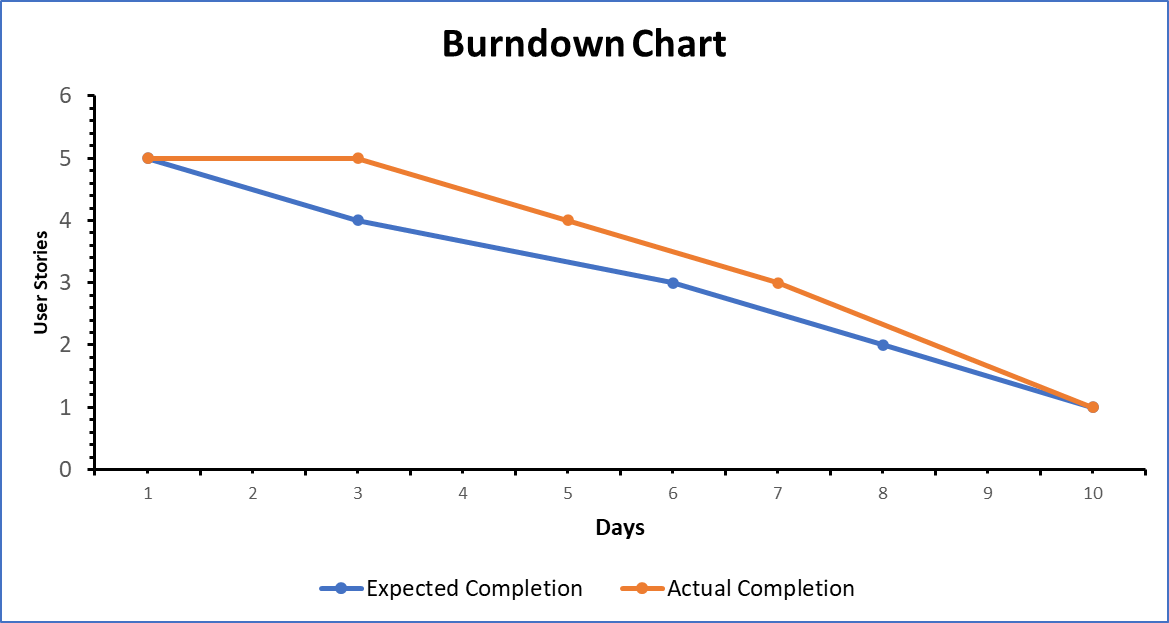 Burndown Chart
6
5
4
3
2
1
0
User Stories
1 2 3 4 5 6 7 8 9 10
Days
Expected Completion Actual Completion